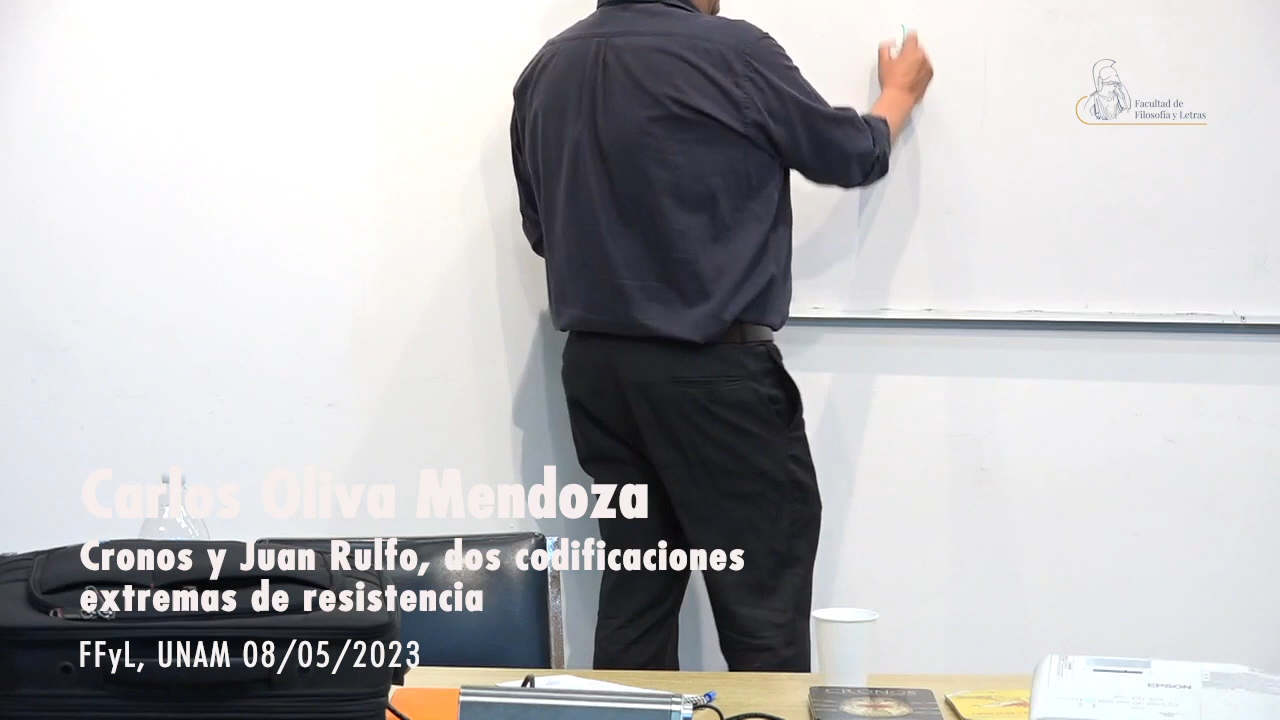 Facultad de
Filosofía y Letras
Carlos Oliva Mendoza
Cronos y Juan Rulfo, dos codificaciones
extremas de resistencia
FFyL, UNAM 08/05/2023
CRONOS
EPSON